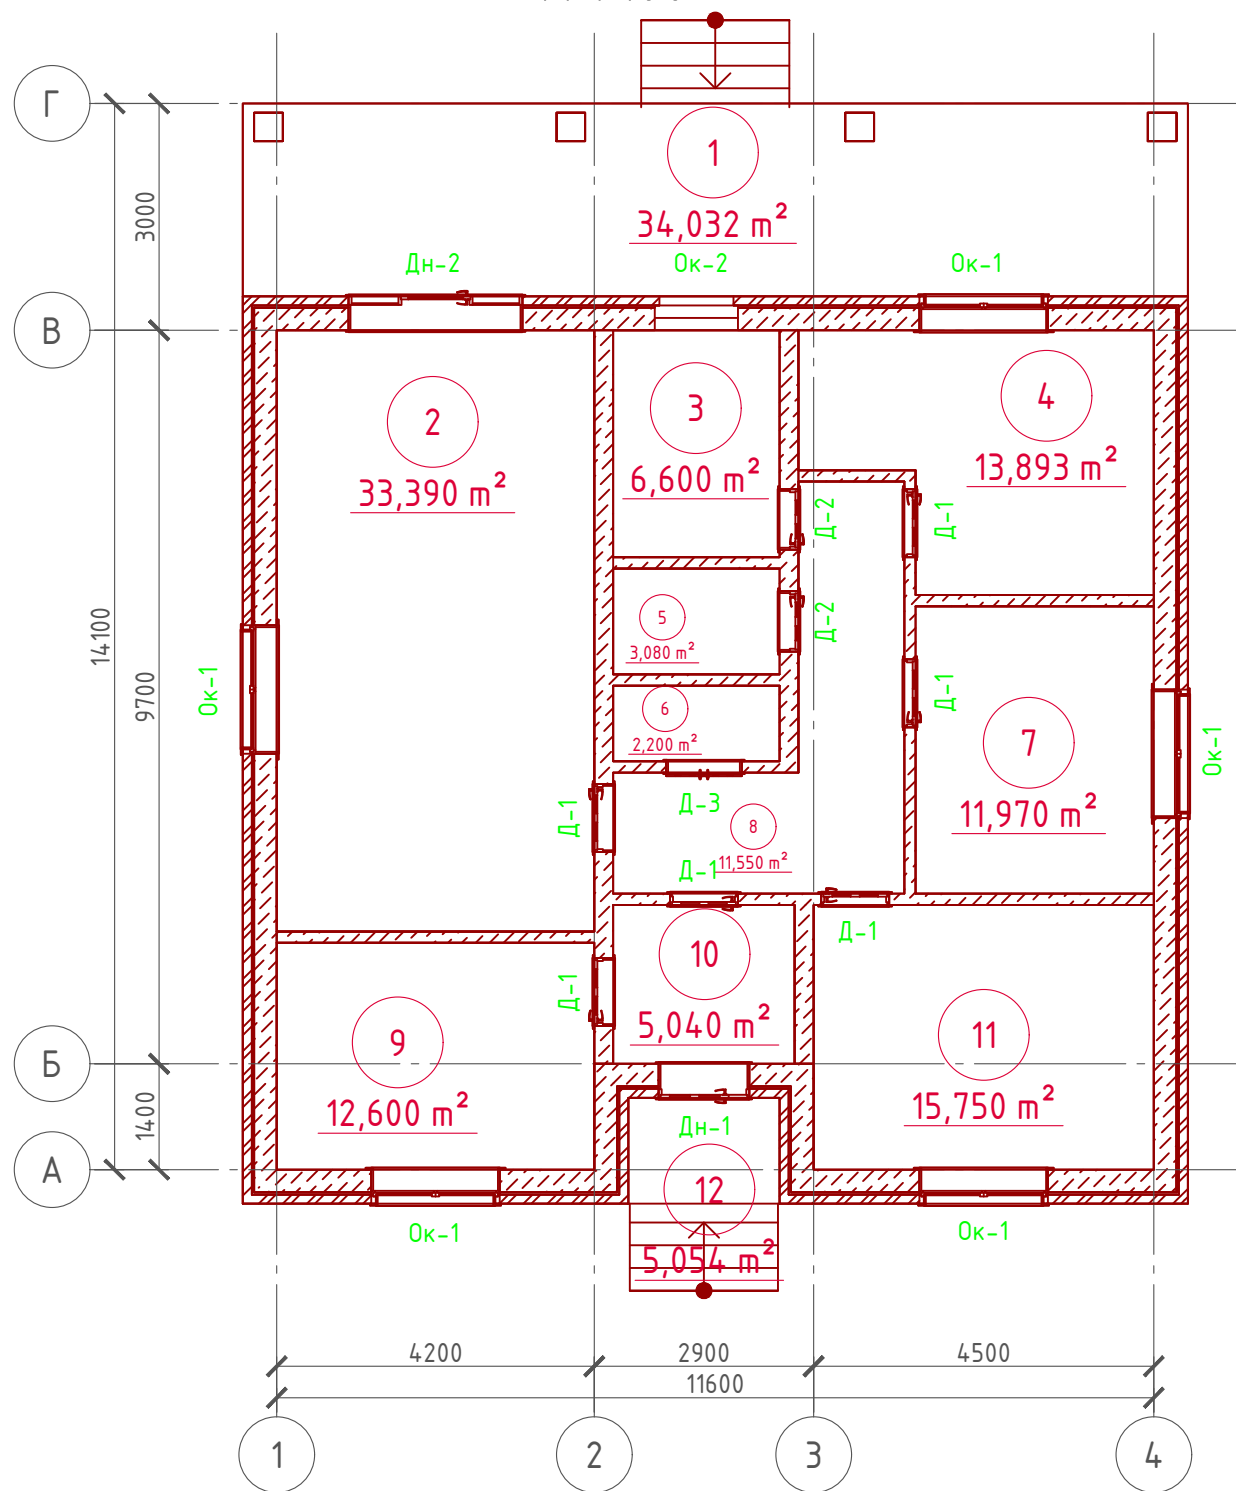 Г
1
34,032 m²
3000
Дн-2
Ок-2
Ок-1
В
2
33,390 m²
3
6,600 m²
4
13,893 m²
Д-2
Д-1
5
3,080 m²
Д-2
14100
9700
Ок-1
6
2,200 m²
Д-1
7
11,970 m²
Ок-1
Д-3
Д-1
8
11,550 m²
Д-1
Д-1
10
5,040 m²
Д-1
9
12,600 m²
11
15,750 m²
Б
1400
Дн-1
А
12
5,054 m²
Ок-1
Ок-1
4200
2900
4500
11600
1
2
3
4